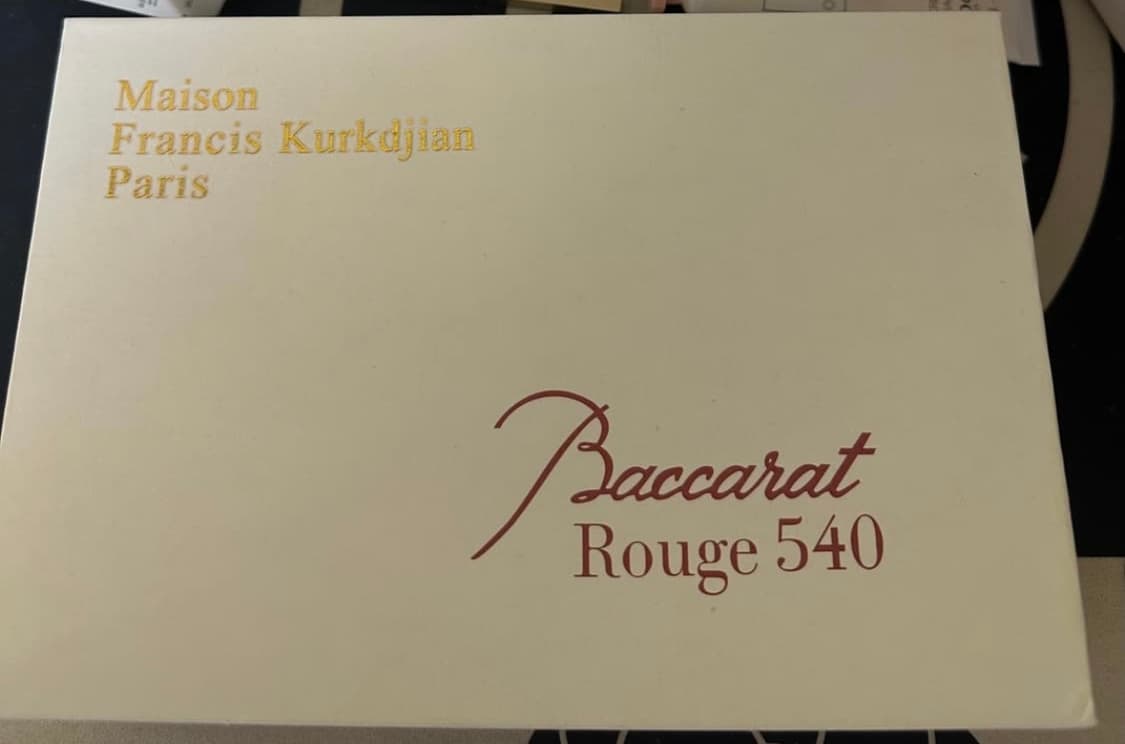 Maison
Francis Kurkdjian
Paris
Baccarat
Rouge 540